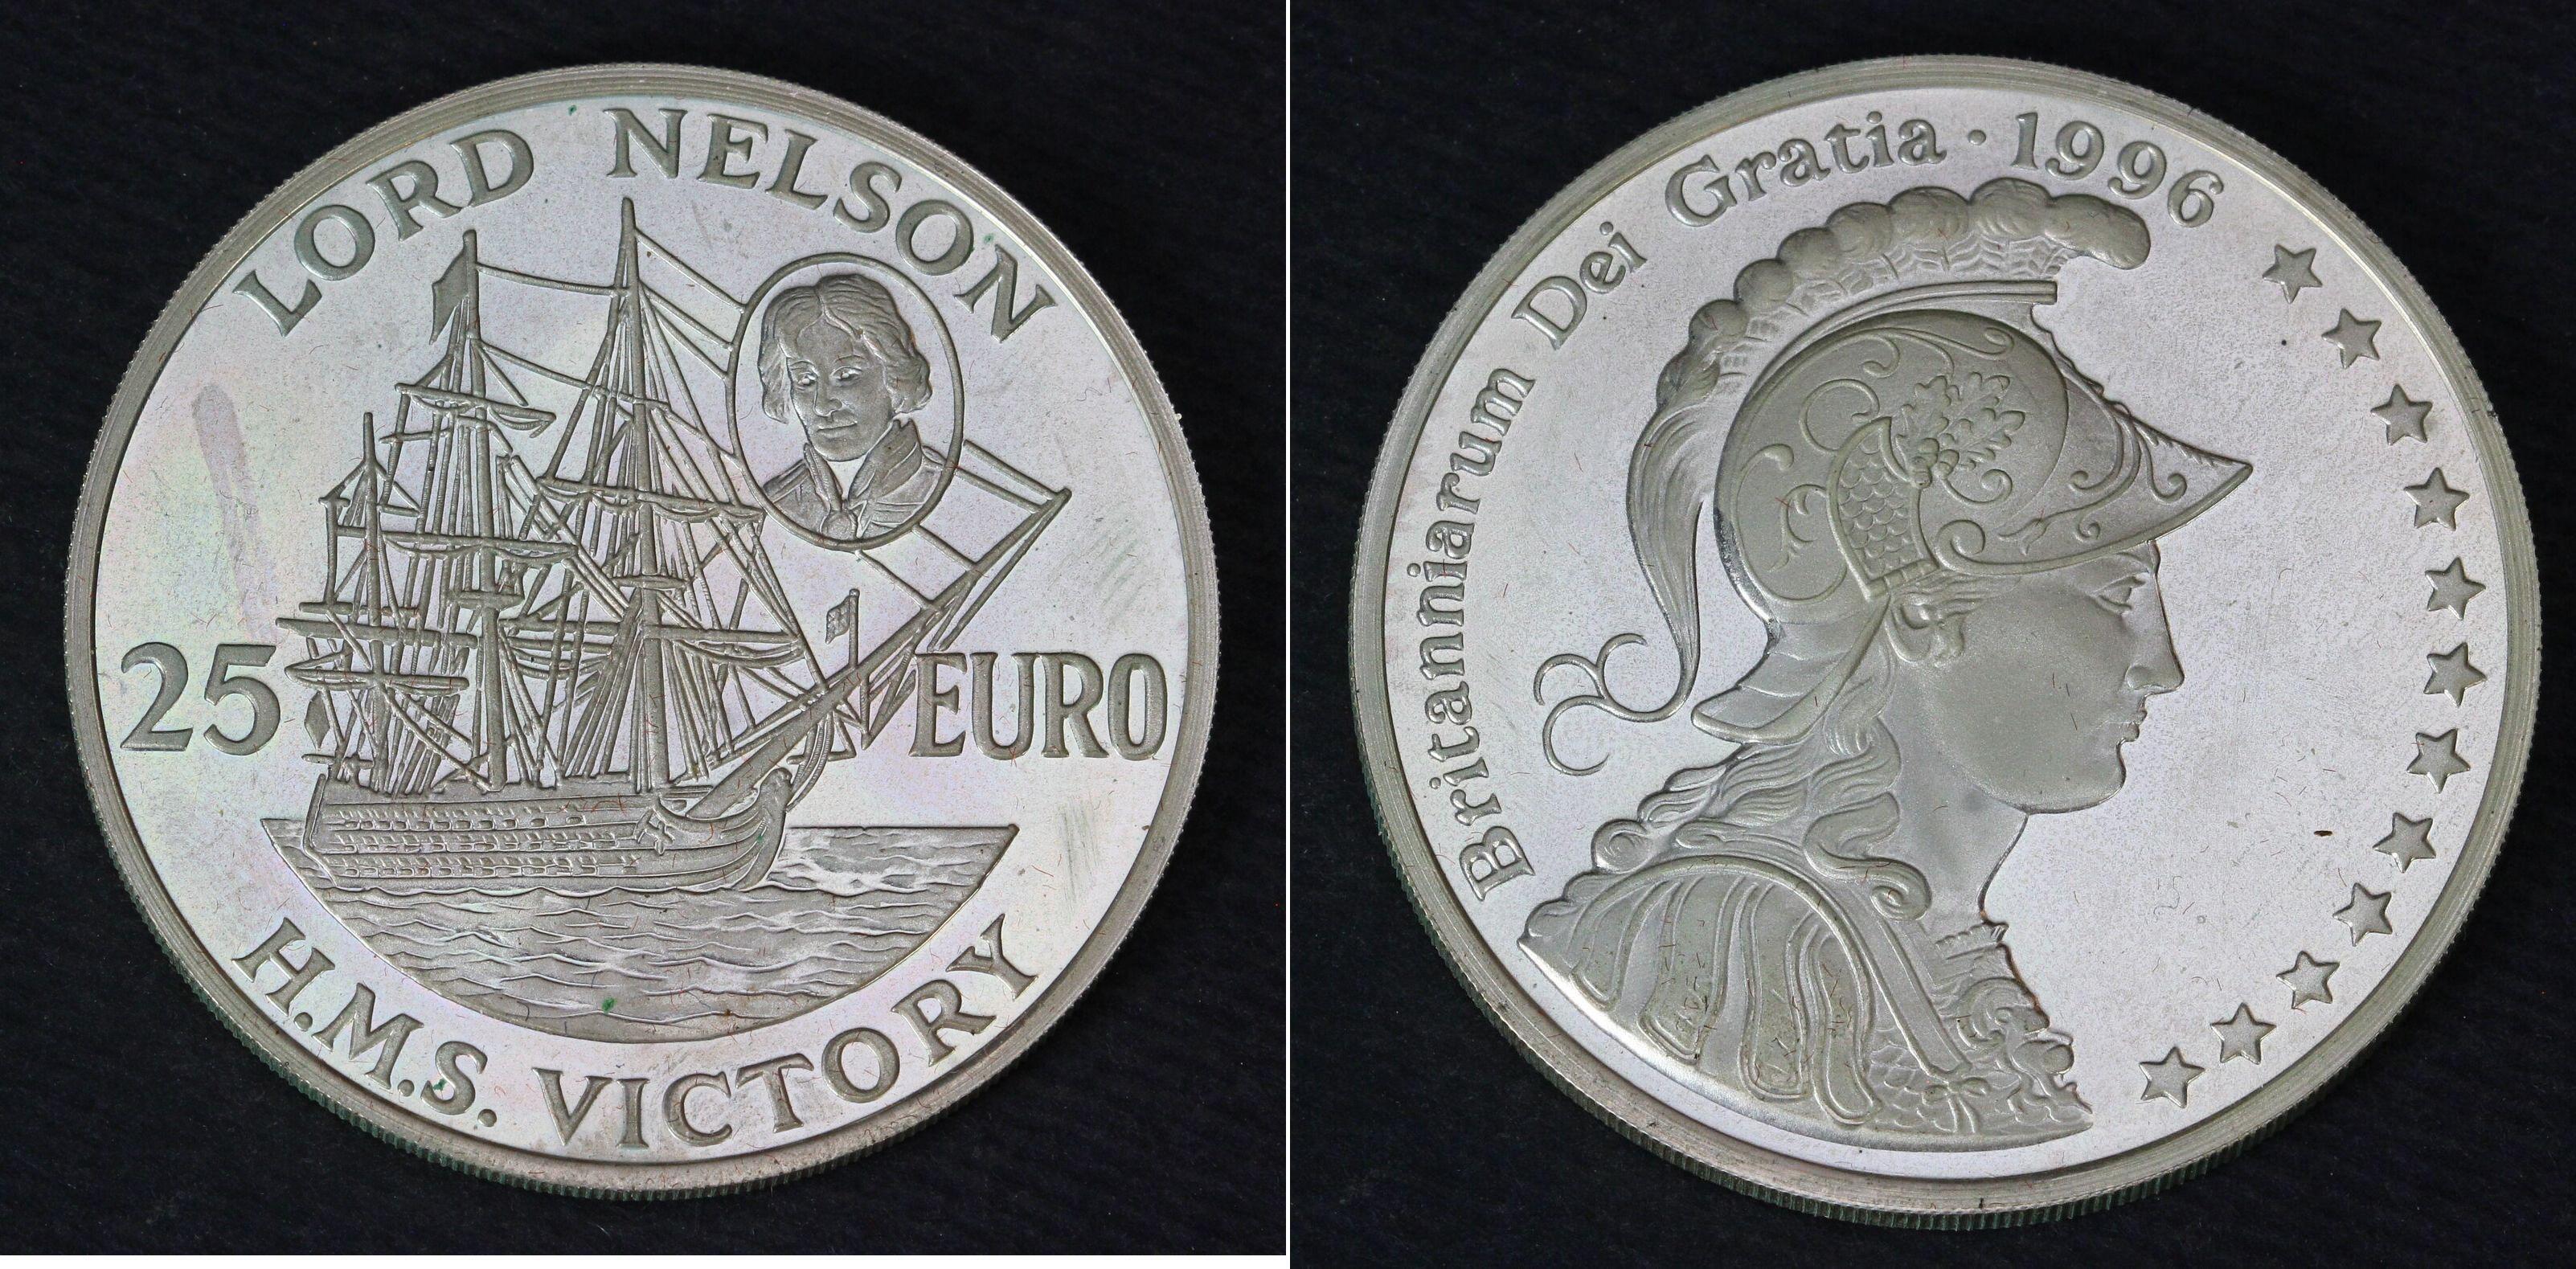 LORD NELSON
25 EURO
H.M.S. VICTORY
Britanniarum Dei Gratia · 1996